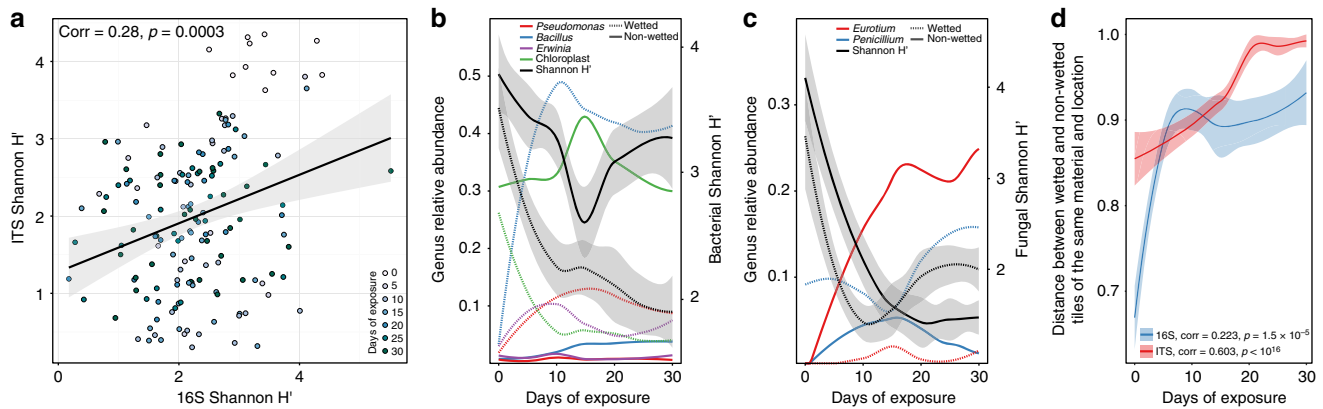 a
Corr = 0.28, p = 0.0003
ITS Shannon H'
4
3
2
1
0
2
4
16S Shannon H'
Days of exposure
0
5
10
15
20
25
30
b
Pseudomonas
Bacillus
Erwinia
Chloroplast
Shannon H'
Wetted
Non-wetted
Genus relative abundance
0.5
0.4
0.3
0.2
0.1
Bacterial Shannon H'
4
3
2
0
10
20
30
Days of exposure
c
Eurotium
Penicillium
Shannon H'
Wetted
Non-wetted
Genus relative abundance
0.3
0.2
0.1
Fungal Shannon H'
4
3
2
0
10
20
30
Days of exposure
d
Distance between wetted and non-wetted
tiles of the same material and location
1.0
0.9
0.8
0.7
16S, corr = 0.223, p = 1.5 × 10⁻⁵
ITS, corr = 0.603, p < 10¹⁶
0
10
20
30
Days of exposure